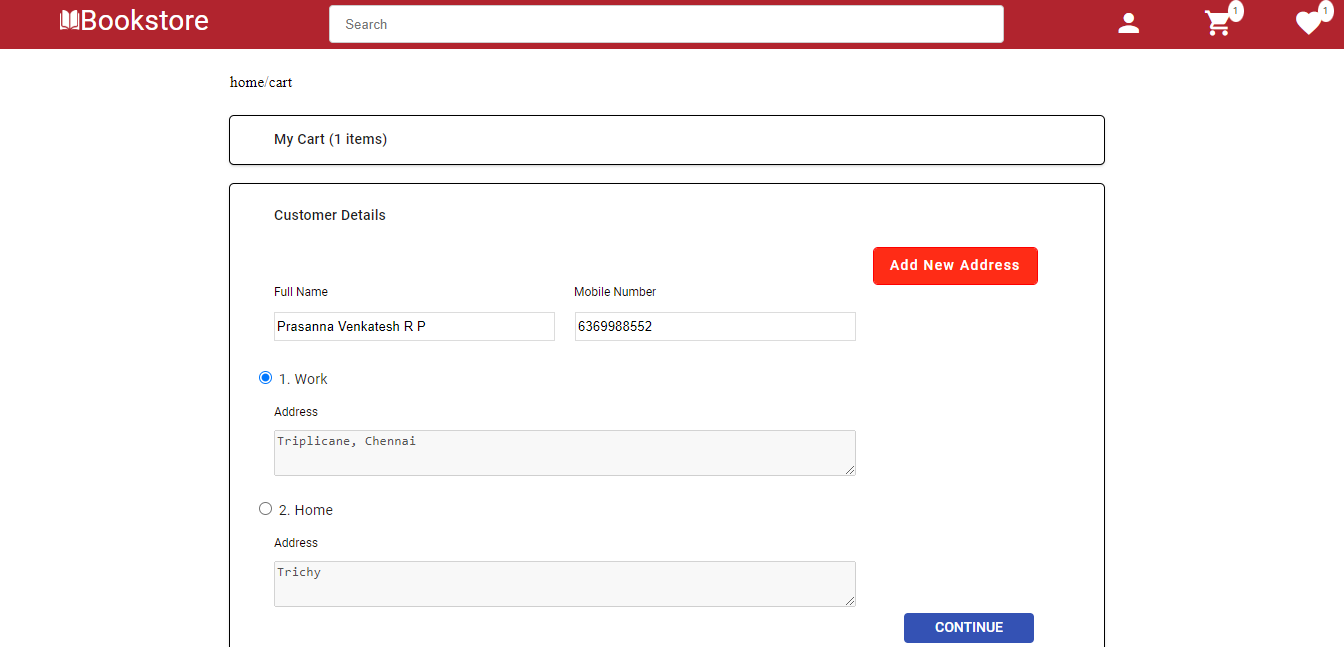 Bookstore
Search
1
1
home/cart
My Cart (1 items)
Customer Details
Add New Address
Full Name
Mobile Number
Prasanna Venkatesh R P
6369988552
1. Work
Address
Triplicane, Chennai
2. Home
Address
Trichy
CONTINUE